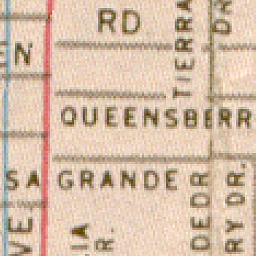 RD
TIERRA
DR
EN
QUEENSBERR
SA GRANDE
DEDR.
RY DR.
VE
IA
R.